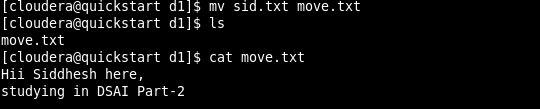 [cloudera@quickstart d1]$ mv sid.txt move.txt
[cloudera@quickstart d1]$ ls
move.txt
[cloudera@quickstart d1]$ cat move.txt
Hii Siddhesh here,
studying in DSAI Part-2